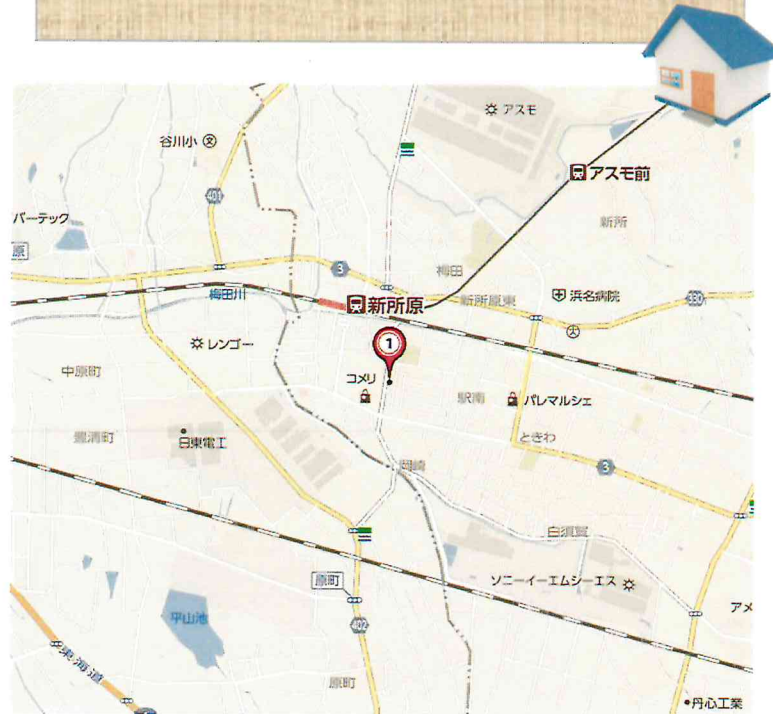 アスモ
谷川小
401
アスモ前
バーテック
新所
原
3
梅田
梅田川
新所原
新所原東
浜名病院
330
1
レンゴー
中原町
コメリ
駅南
パレマルシェ
豊清町
日東電工
ときわ
岡崎
3
白須賀
ソニーイーエムシーエス
原町
平山池
402
アメ
東海道
原町
丹心工業